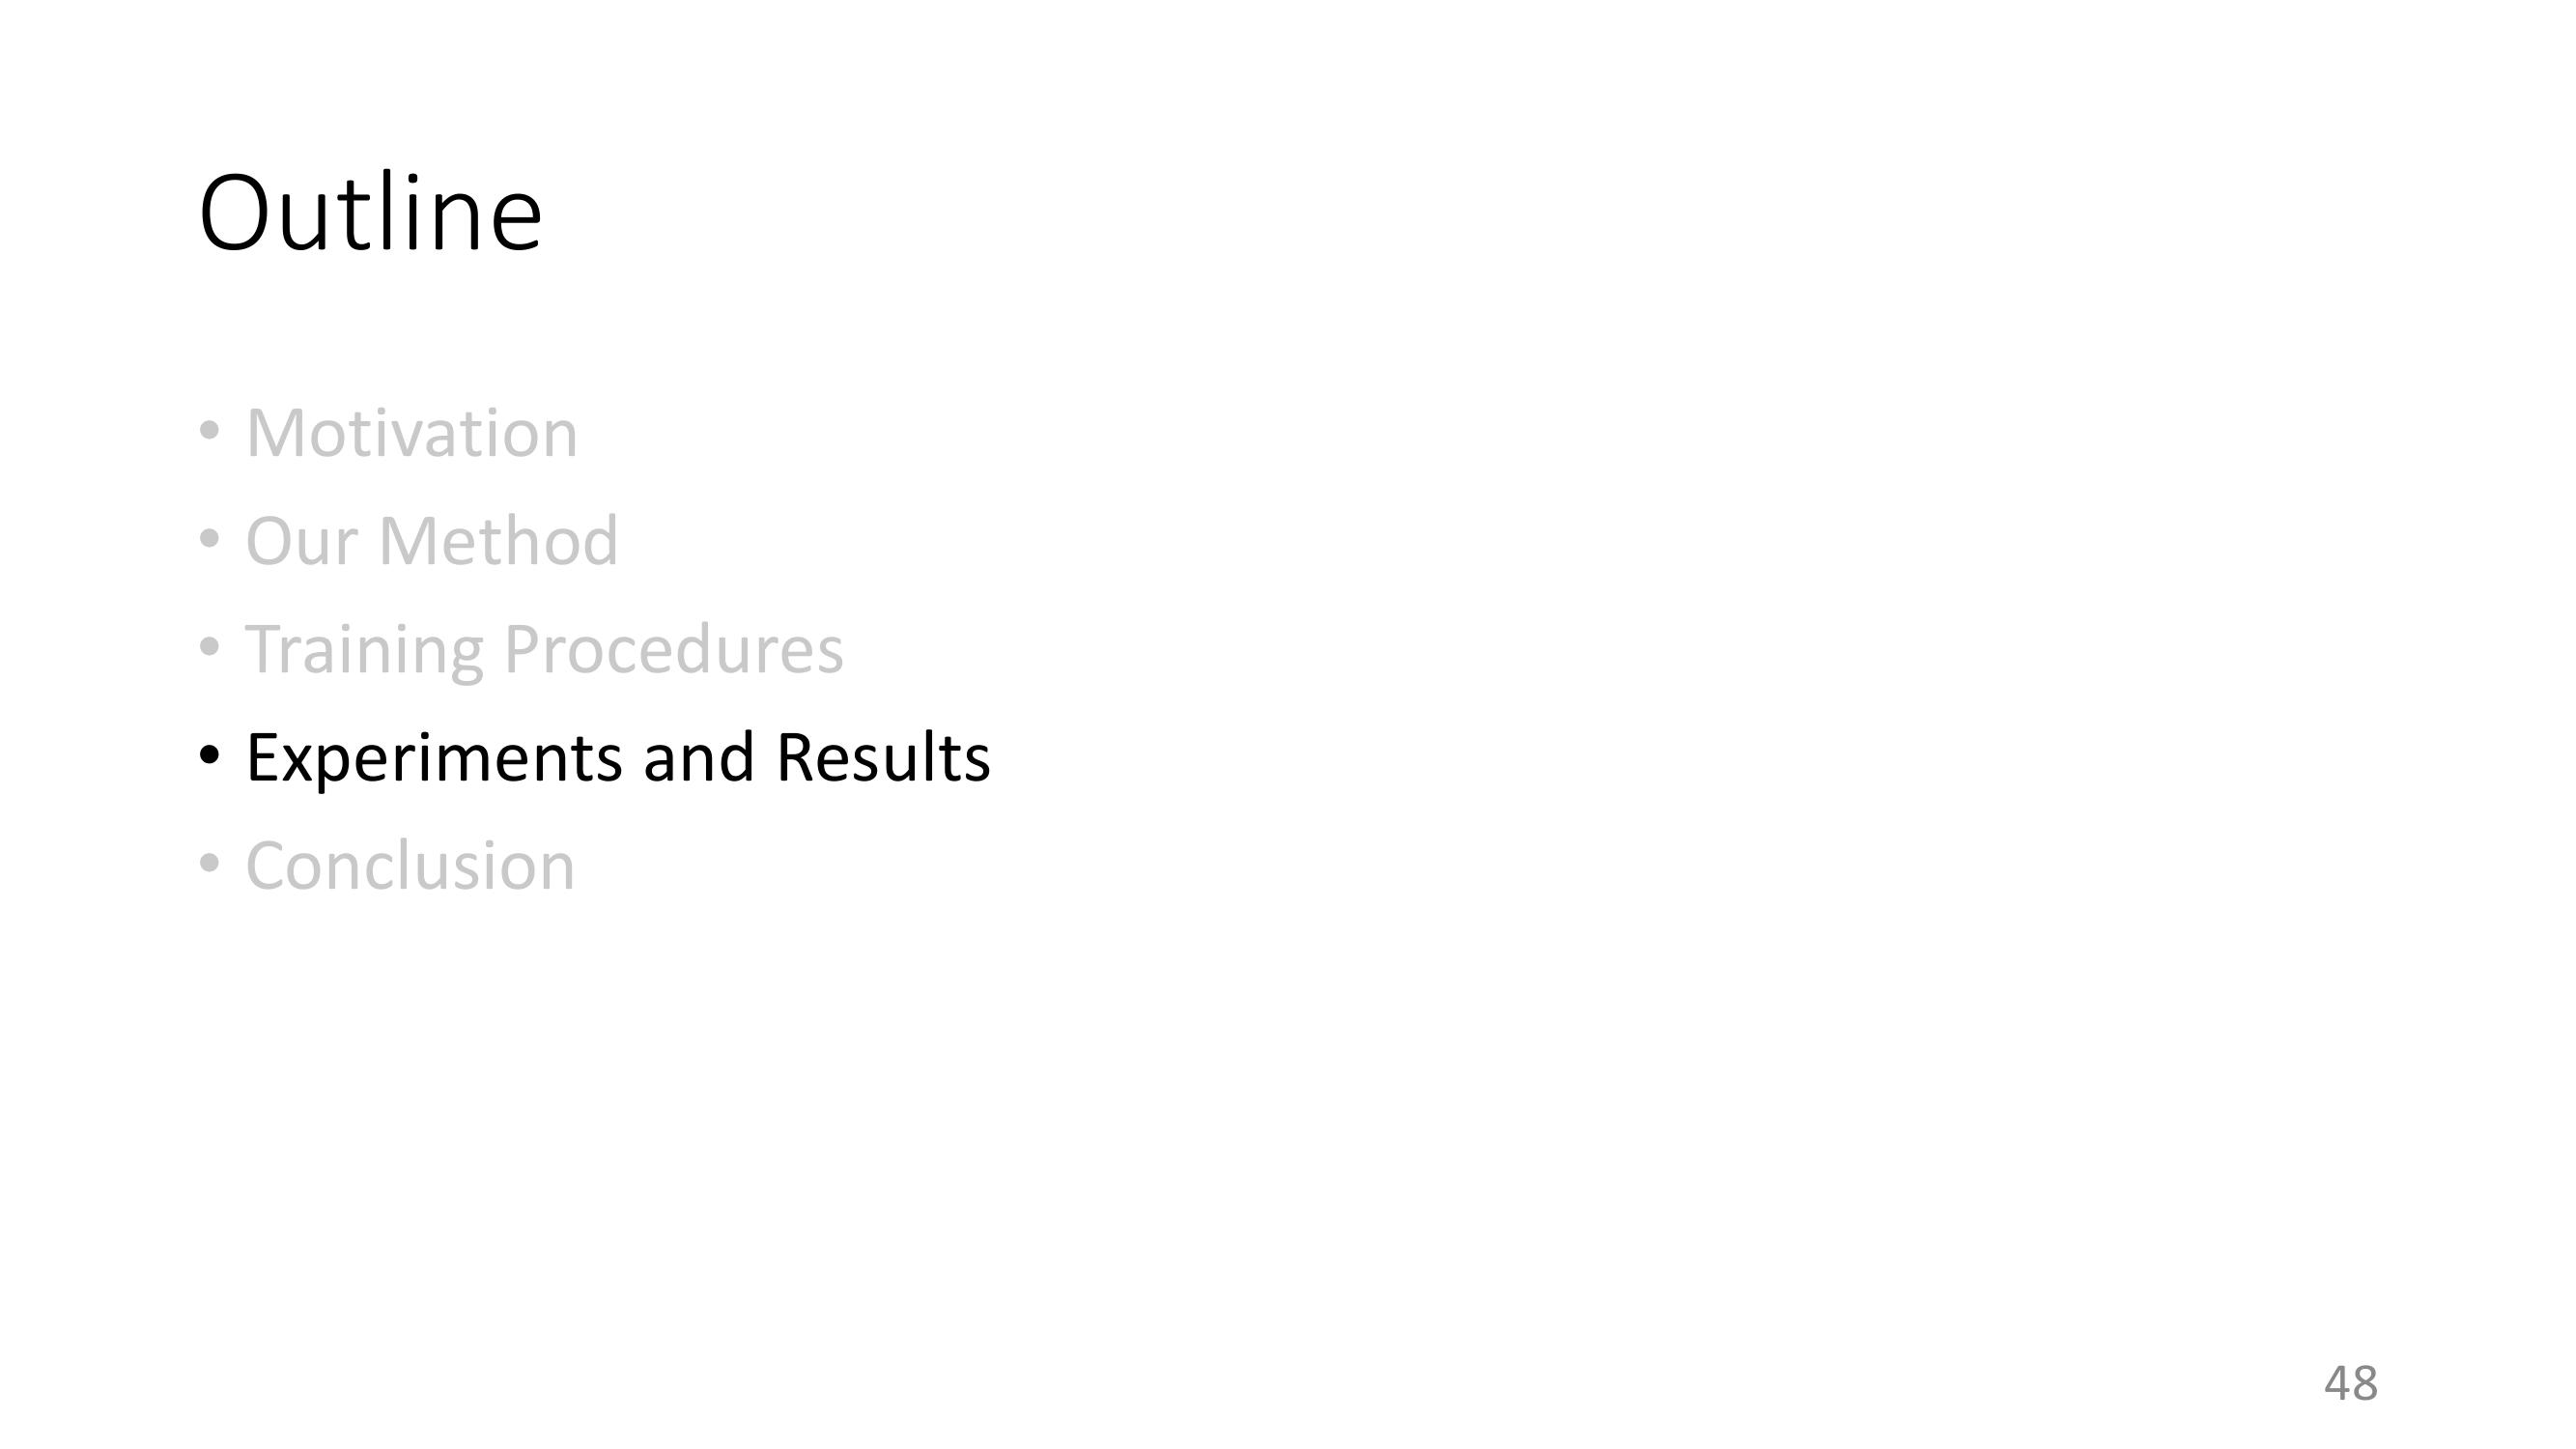 Outline
• Motivation
• Our Method
• Training Procedures
• Experiments and Results
• Conclusion
48